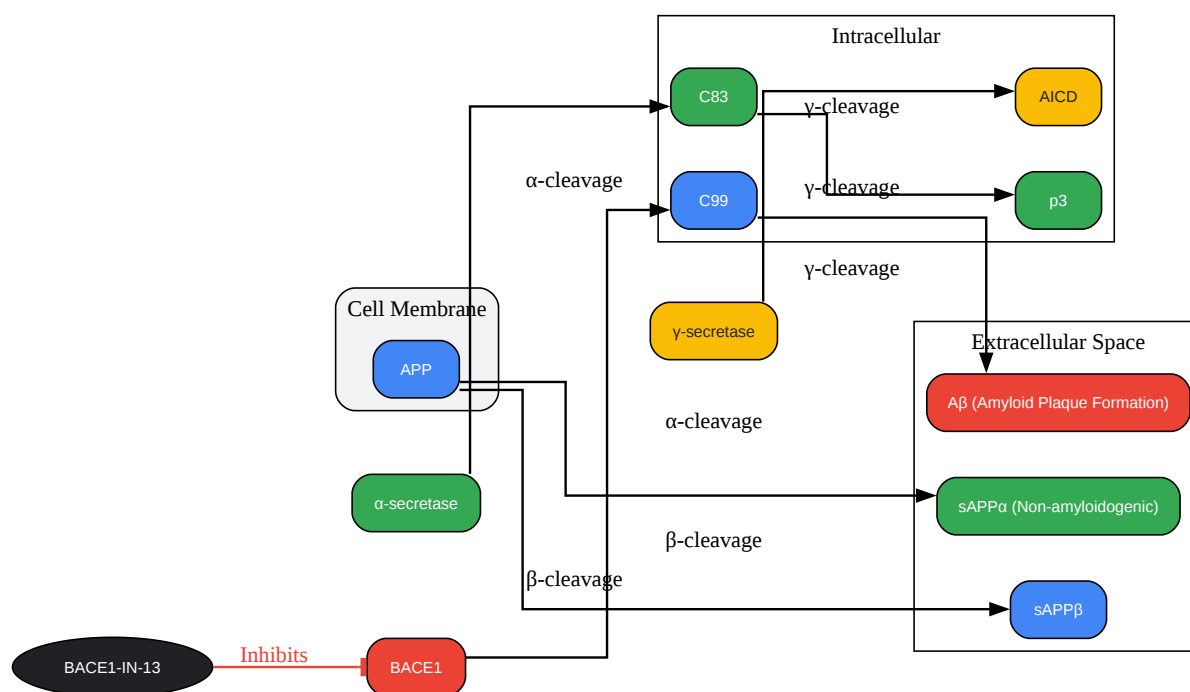 Intracellular
C83
AICD
γ-cleavage
α-cleavage
γ-cleavage
C99
p3
γ-cleavage
Cell Membrane
APP
γ-secretase
Extracellular Space
Aβ (Amyloid Plaque Formation)
α-cleavage
α-secretase
sAPPα (Non-amyloidogenic)
β-cleavage
β-cleavage
sAPPβ
BACE1-IN-13
Inhibits
BACE1